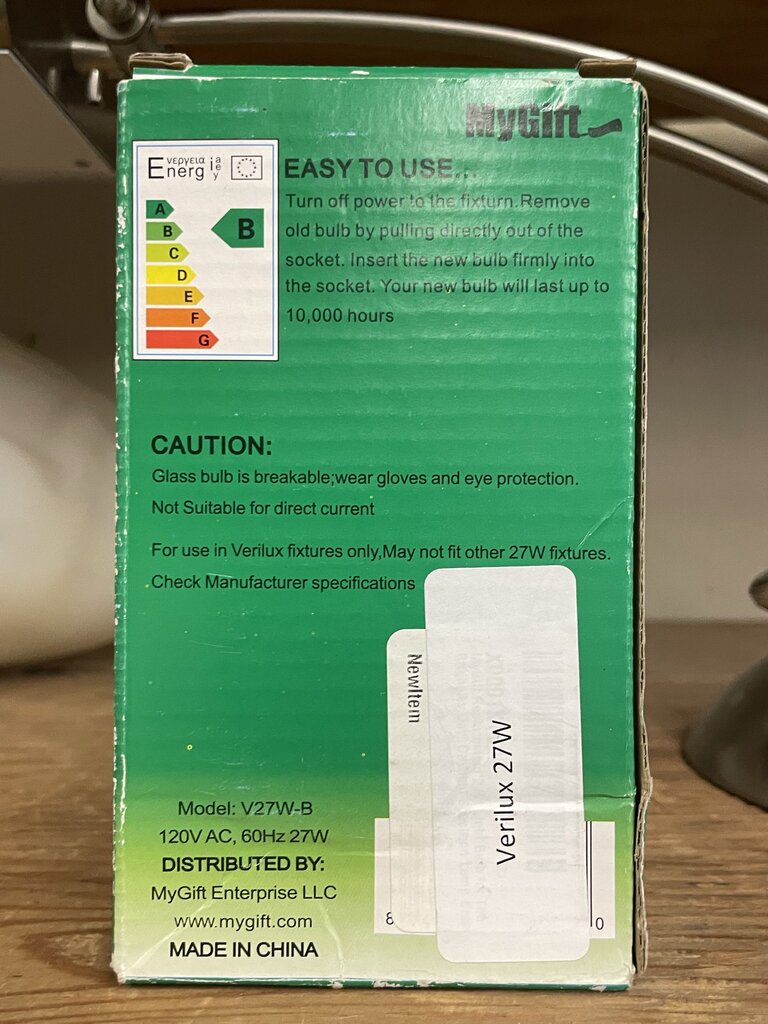 MyGift
Ενεργεια
Energ i a e y
A
B
C
D
E
F
G
B
EASY TO USE...
Turn off power to the fixturn.Remove
old bulb by pulling directly out of the
socket. Insert the new bulb firmly into
the socket. Your new bulb will last up to
10,000 hours
CAUTION:
Glass bulb is breakable;wear gloves and eye protection.
Not Suitable for direct current
For use in Verilux fixtures only,May not fit other 27W fixtures.
Check Manufacturer specifications
NewItem
Verilux 27W
Model: V27W-B
120V AC, 60Hz 27W
DISTRIBUTED BY:
MyGift Enterprise LLC
www.mygift.com
MADE IN CHINA
8
0